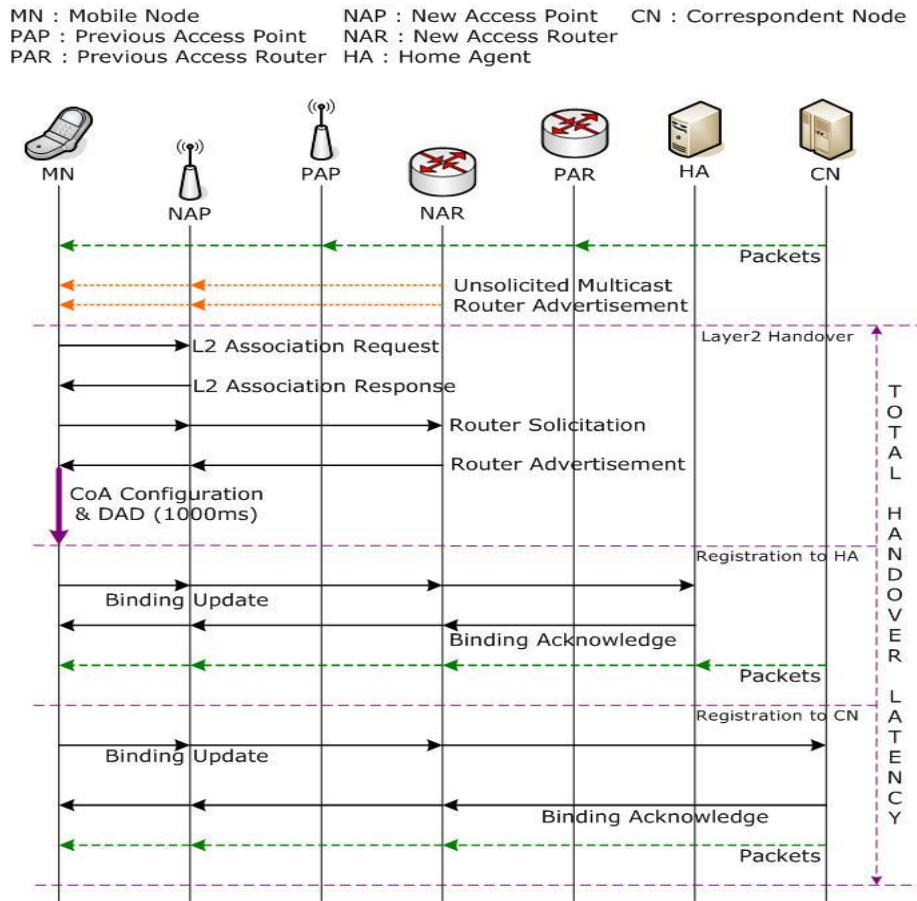 MN : Mobile Node
NAP : New Access Point
CN : Correspondent Node
PAP : Previous Access Point
NAR : New Access Router
PAR : Previous Access Router
HA : Home Agent
MN
NAP
PAP
NAR
PAR
HA
CN
Packets
Unsolicited Multicast
Router Advertisement
Layer2 Handover
L2 Association Request
L2 Association Response
Router Solicitation
Router Advertisement
CoA Configuration
& DAD (1000ms)
Registration to HA
Binding Update
Binding Acknowledge
Packets
Registration to CN
Binding Update
Binding Acknowledge
Packets
TOTAL HANDOVER LATENCY